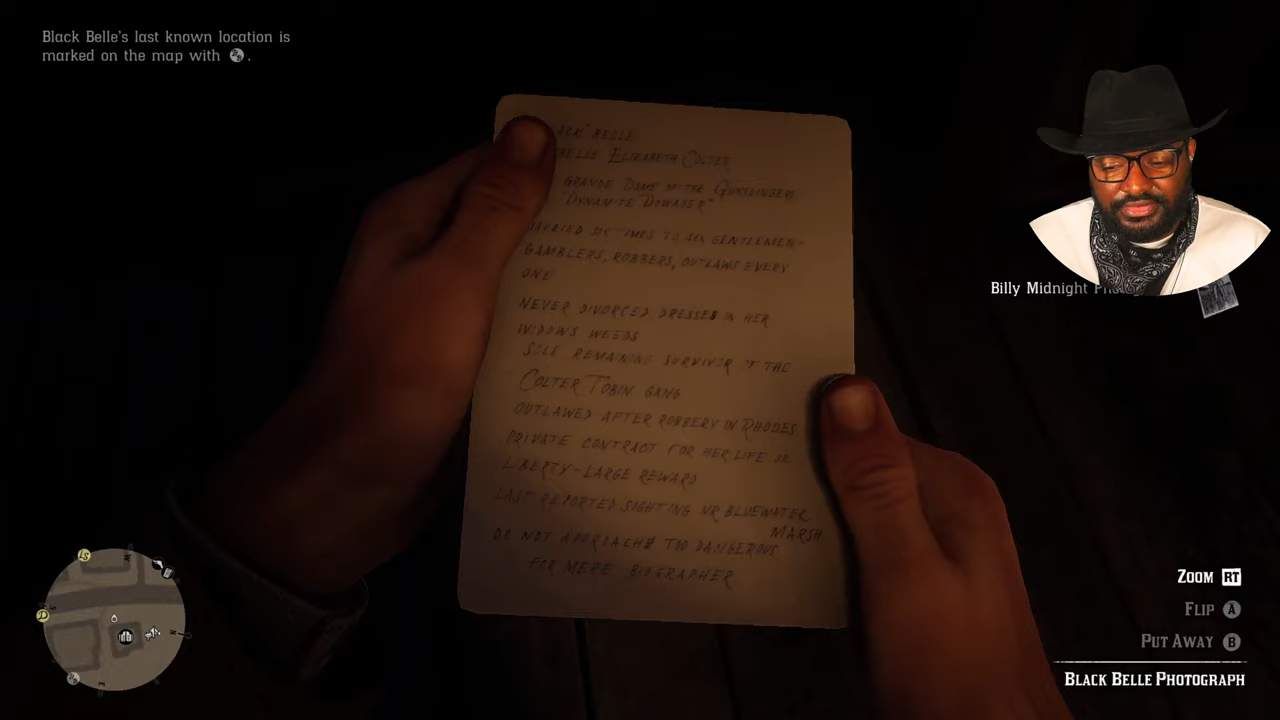 Black Belle's last known location is
marked on the map with
BELLE
ELIZABETH COLTER
GRANDE DAME OF THE GUNSLINGERS
"DYNAMITE DOWAGER"
MARRIED SIX TIMES TO SIX GENTLEMEN-
GAMBLERS, ROBBERS, OUTLAWS EVERY
ONE
NEVER DIVORCED DRESSES IN HER
WIDOWS WEEDS
SOLE REMAINING SURVIVOR THE
COLTER TOBIN GANG
OUTLAWED AFTER ROBBERY IN RHODES
PRIVATE CONTRACT FOR HER LIFE OR
LIBERTY - LARGE REWARD
LAST REPORTED SIGHTING NR BLUEWATER
MARSH
DO NOT APPROACH TOO DANGEROUS
FOR MERE BIOGRAPHER
Billy Midnight
ZOOM RT
FLIP A
PUT AWAY B
BLACK BELLE PHOTOGRAPH
LS